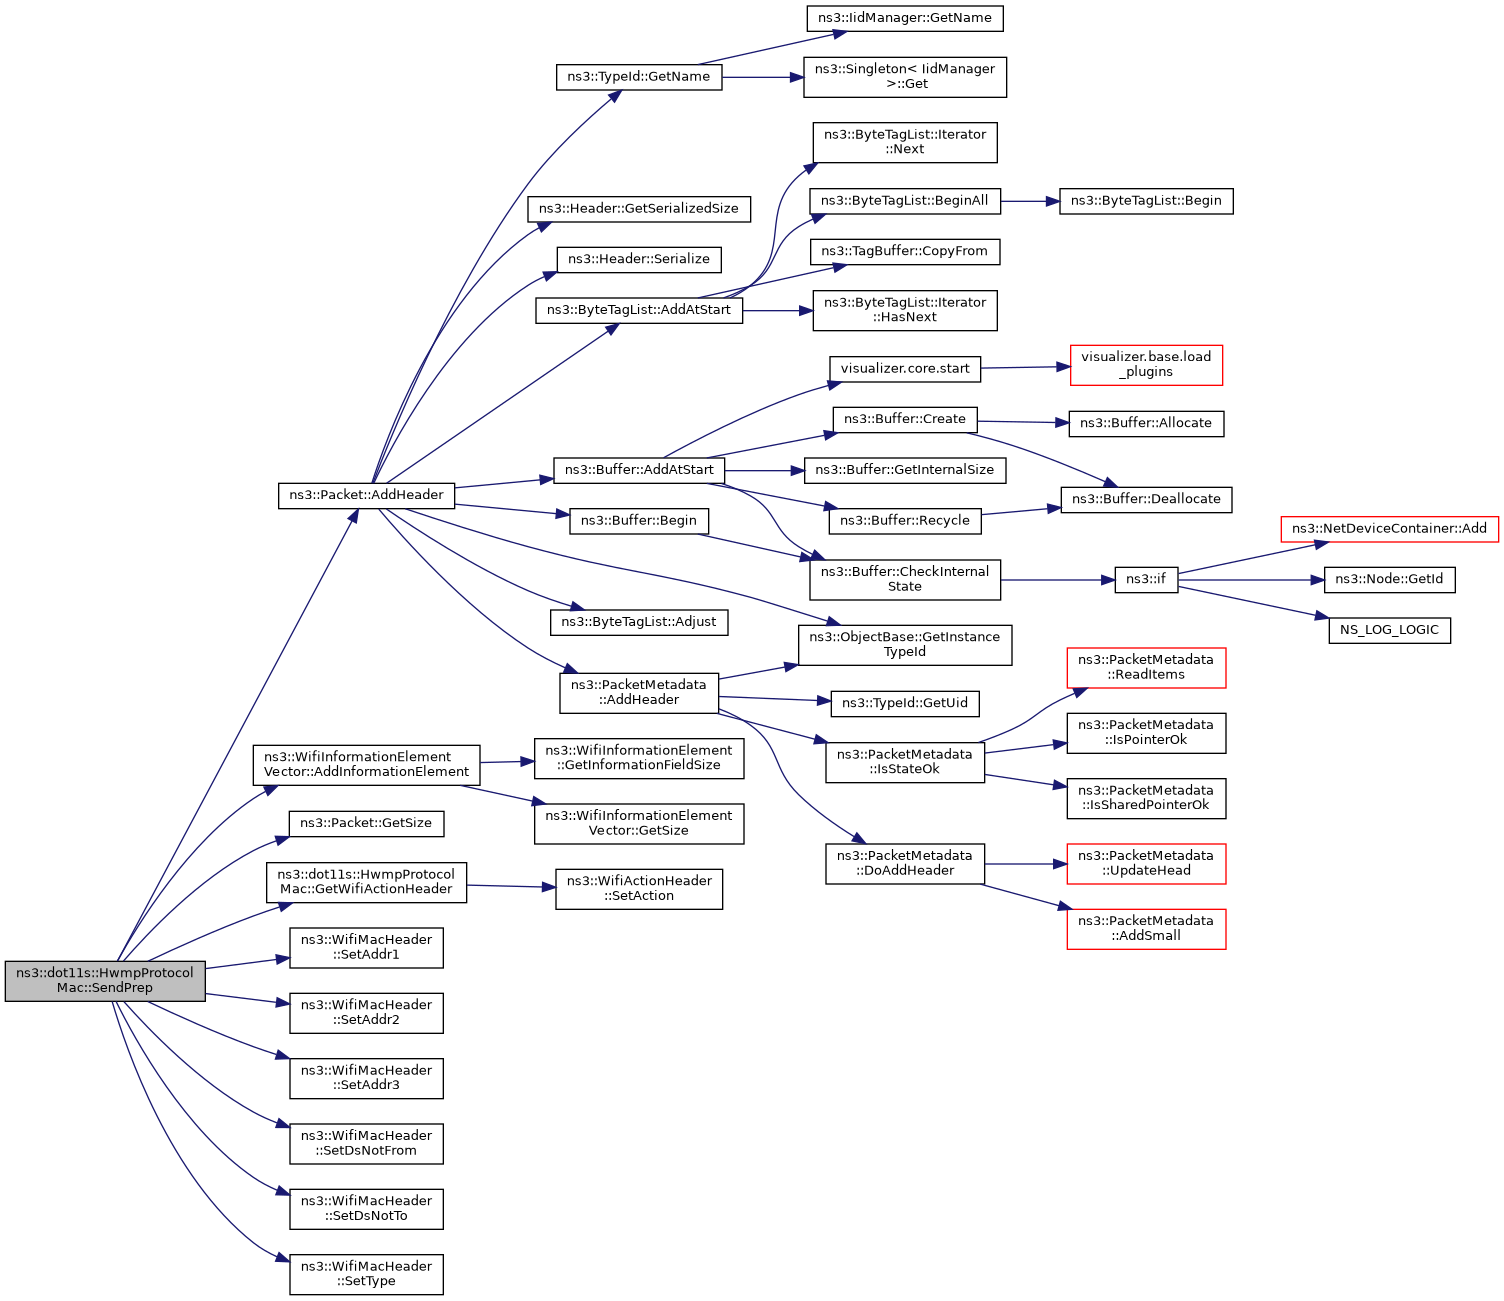 ns3::IidManager::GetName
ns3::TypeId::GetName
ns3::Singleton< IidManager
>::Get
ns3::ByteTagList::Iterator
::Next
ns3::Header::GetSerializedSize
ns3::ByteTagList::BeginAll
ns3::ByteTagList::Begin
ns3::Header::Serialize
ns3::TagBuffer::CopyFrom
ns3::ByteTagList::AddAtStart
ns3::ByteTagList::Iterator
::HasNext
visualizer.core.start
visualizer.base.load
_plugins
ns3::Buffer::Create
ns3::Buffer::Allocate
ns3::Buffer::AddAtStart
ns3::Buffer::GetInternalSize
ns3::Packet::AddHeader
ns3::Buffer::Deallocate
ns3::Buffer::Begin
ns3::Buffer::Recycle
ns3::NetDeviceContainer::Add
ns3::Buffer::CheckInternal
State
ns3::if
ns3::Node::GetId
ns3::ByteTagList::Adjust
NS_LOG_LOGIC
ns3::ObjectBase::GetInstance
TypeId
ns3::PacketMetadata
::ReadItems
ns3::PacketMetadata
::AddHeader
ns3::TypeId::GetUid
ns3::PacketMetadata
::IsPointerOk
ns3::WifiInformationElement
Vector::AddInformationElement
ns3::WifiInformationElement
::GetInformationFieldSize
ns3::PacketMetadata
::IsStateOk
ns3::PacketMetadata
::IsSharedPointerOk
ns3::Packet::GetSize
ns3::WifiInformationElement
Vector::GetSize
ns3::PacketMetadata
::DoAddHeader
ns3::PacketMetadata
::UpdateHead
ns3::dot11s::HwmpProtocol
Mac::GetWifiActionHeader
ns3::WifiActionHeader
::SetAction
ns3::PacketMetadata
::AddSmall
ns3::WifiMacHeader
::SetAddr1
ns3::dot11s::HwmpProtocol
Mac::SendPrep
ns3::WifiMacHeader
::SetAddr2
ns3::WifiMacHeader
::SetAddr3
ns3::WifiMacHeader
::SetDsNotFrom
ns3::WifiMacHeader
::SetDsNotTo
ns3::WifiMacHeader
::SetType